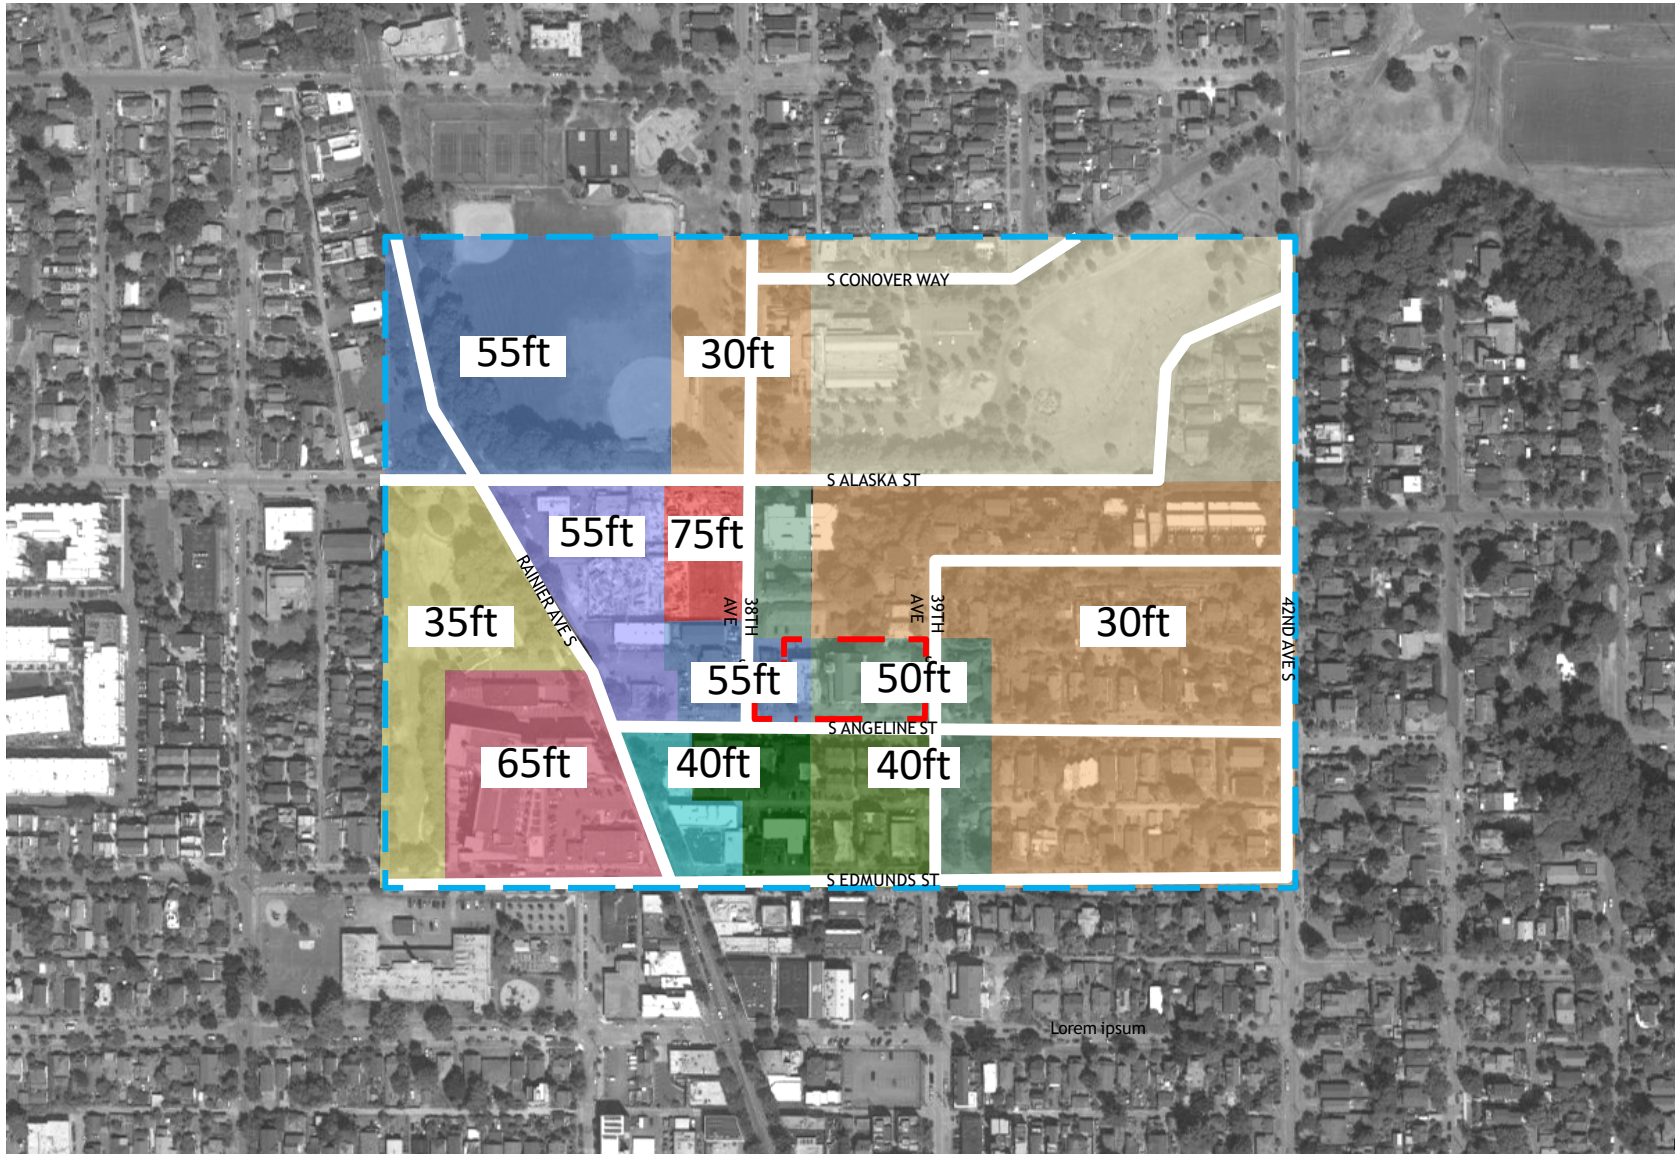 S CONOVER WAY
55ft
30ft
S ALASKA ST
55ft
75ft
RAINIER AVE S
38TH
AVE
39TH
AVE
42ND AVE S
35ft
30ft
55ft
50ft
S ANGELINE ST
65ft
40ft
40ft
S EDMUNDS ST
Lorem ipsum